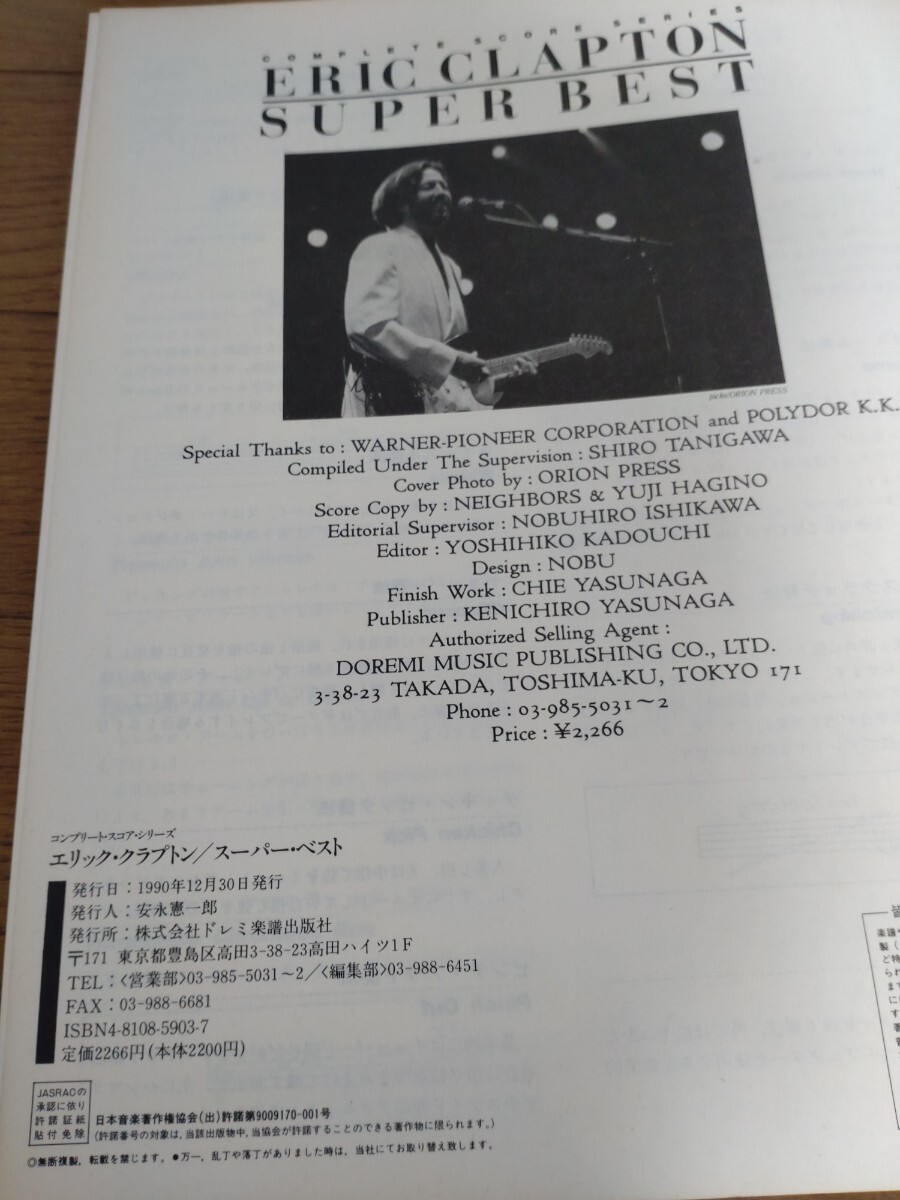 COMPLETE SCORE SERIES
ERIC CLAPTON
SUPER BEST
Special Thanks to : WARNER-PIONEER CORPORATION and POLYDOR K.K.
Compiled Under The Supervision : SHIRO TANIGAWA
Cover Photo by : ORION PRESS
Score Copy by : NEIGHBORS & YUJI HAGINO
Editorial Supervisor : NOBUHIRO ISHIKAWA
Editor : YOSHIHIKO KADOUCHI
Design : NOBU
Finish Work : CHIE YASUNAGA
Publisher : KENICHIRO YASUNAGA
Authorized Selling Agent :
DOREMI MUSIC PUBLISHING CO., LTD.
3-38-23 TAKADA, TOSHIMA-KU, TOKYO 171
Phone : 03-985-5031〜2
Price : ¥2,266
コンプリート・スコア・シリーズ
エリック・クラプトン/スーパー・ベスト
発行日:1990年12月30日発行
発行人:安永憲一郎
発行所:株式会社ドレミ楽譜出版社
〒171 東京都豊島区高田3-38-23高田ハイツ1F
TEL:〈営業部〉03-985-5031〜2/〈編集部〉03-988-6451
FAX:03-988-6681
ISBN4-8108-5903-7
定価2266円(本体2200円)
JASRACの
承認に依り
許諾証紙
貼付免除
日本音楽著作権協会(出)許諾第9009170-001号
(許諾番号の対象は、当該出版物中、当協会が許諾することのできる著作物に限られます。)
◎無断複製、転載を禁じます。●万一、乱丁や落丁がありました時は、当社にてお取り替え致します。